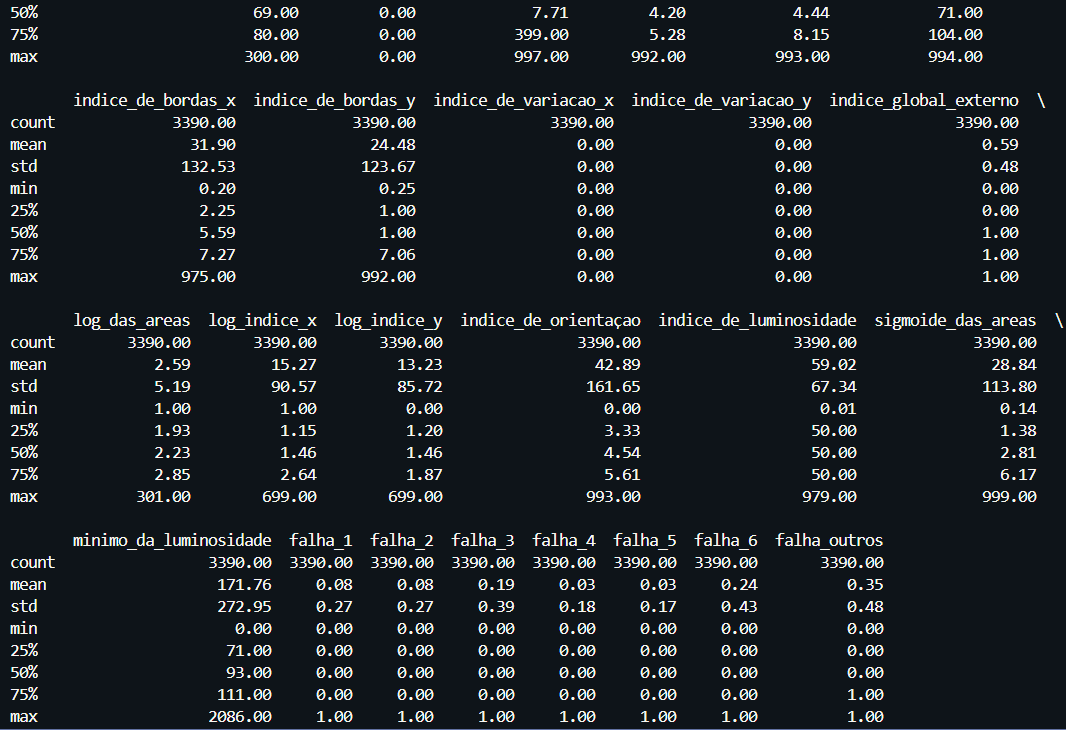 50% 69.00 0.00 7.71 4.20 4.44 71.00
75% 80.00 0.00 399.00 5.28 8.15 104.00
max 300.00 0.00 997.00 992.00 993.00 994.00
indice_de_bordas_x indice_de_bordas_y indice_de_variacao_x indice_de_variacao_y indice_global_externo \
count 3390.00 3390.00 3390.00 3390.00 3390.00
mean 31.90 24.48 0.00 0.00 0.59
std 132.53 123.67 0.00 0.00 0.48
min 0.20 0.25 0.00 0.00 0.00
25% 2.25 1.00 0.00 0.00 0.00
50% 5.59 1.00 0.00 0.00 1.00
75% 7.27 7.06 0.00 0.00 1.00
max 975.00 992.00 0.00 0.00 1.00
log_das_areas log_indice_x log_indice_y indice_de_orientaçao indice_de_luminosidade sigmoide_das_areas \
count 3390.00 3390.00 3390.00 3390.00 3390.00 3390.00
mean 2.59 15.27 13.23 42.89 59.02 28.84
std 5.19 90.57 85.72 161.65 67.34 113.80
min 1.00 1.00 0.00 0.00 0.01 0.14
25% 1.93 1.15 1.20 3.33 50.00 1.38
50% 2.23 1.46 1.46 4.54 50.00 2.81
75% 2.85 2.64 1.87 5.61 50.00 6.17
max 301.00 699.00 699.00 993.00 979.00 999.00
minimo_da_luminosidade falha_1 falha_2 falha_3 falha_4 falha_5 falha_6 falha_outros
count 3390.00 3390.00 3390.00 3390.00 3390.00 3390.00 3390.00 3390.00
mean 171.76 0.08 0.08 0.19 0.03 0.03 0.24 0.35
std 272.95 0.27 0.27 0.39 0.18 0.17 0.43 0.48
min 0.00 0.00 0.00 0.00 0.00 0.00 0.00 0.00
25% 71.00 0.00 0.00 0.00 0.00 0.00 0.00 0.00
50% 93.00 0.00 0.00 0.00 0.00 0.00 0.00 0.00
75% 111.00 0.00 0.00 0.00 0.00 0.00 0.00 1.00
max 2086.00 1.00 1.00 1.00 1.00 1.00 1.00 1.00